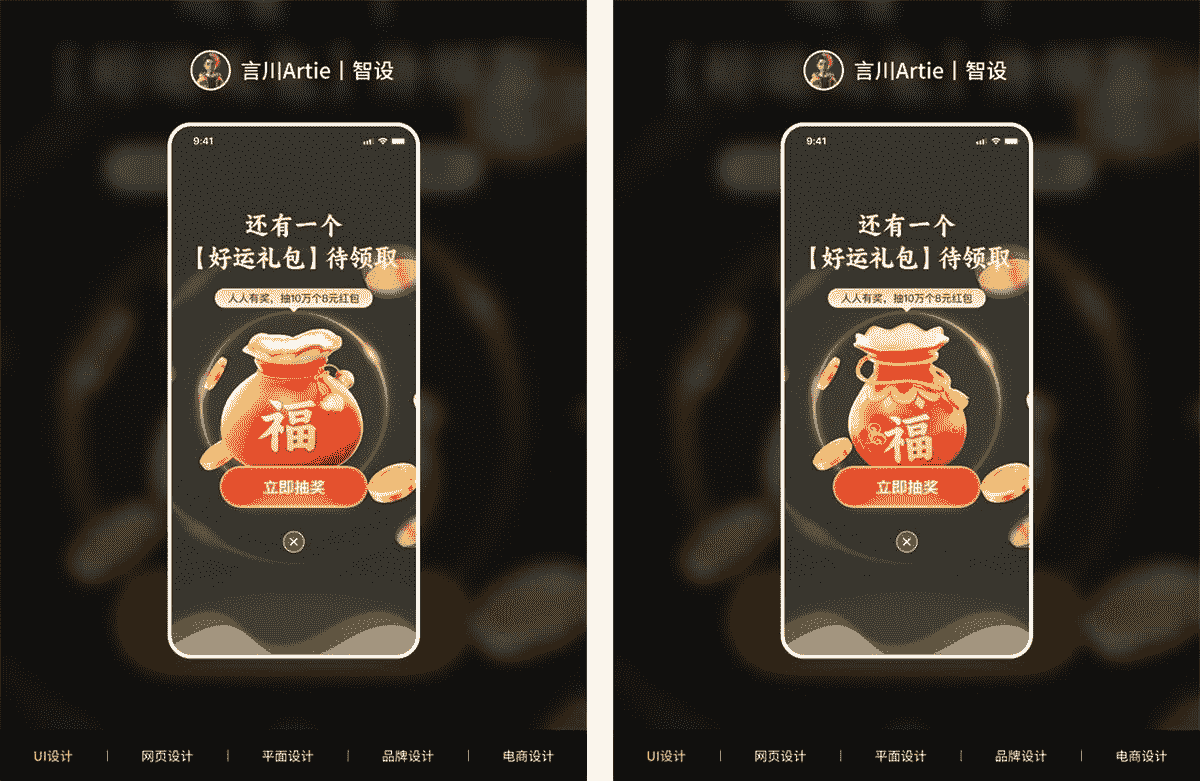 言川Artie丨智设
9:41
还有一个
【好运礼包】待领取
人人有奖，抽10万个8元红包
福
立即抽奖
UI设计 | 网页设计 | 平面设计 | 品牌设计 | 电商设计
言川Artie丨智设
9:41
还有一个
【好运礼包】待领取
人人有奖，抽10万个8元红包
福
立即抽奖
UI设计 | 网页设计 | 平面设计 | 品牌设计 | 电商设计